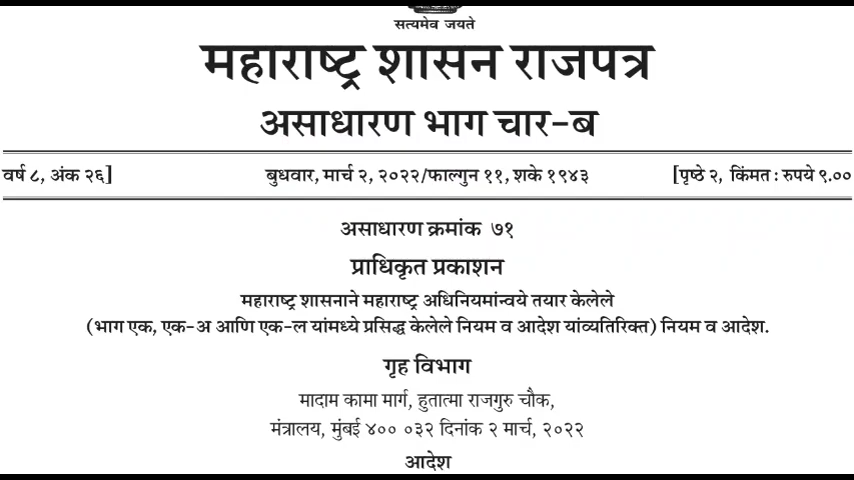 सत्यमेव जयते
महाराष्ट्र शासन राजपत्र
असाधारण भाग चार-ब
वर्ष ८, अंक २६] बुधवार, मार्च २, २०२२/फाल्गुन ११, शके १९४३ [पृष्ठे २, किंमत : रुपये ९.००
असाधारण क्रमांक ७१
प्राधिकृत प्रकाशन
महाराष्ट्र शासनाने महाराष्ट्र अधिनियमांन्वये तयार केलेले
(भाग एक, एक-अ आणि एक-ल यांमध्ये प्रसिद्ध केलेले नियम व आदेश यांव्यतिरिक्त) नियम व आदेश.
गृह विभाग
मादाम कामा मार्ग, हुतात्मा राजगुरु चौक,
मंत्रालय, मुंबई ४०० ०३२ दिनांक २ मार्च, २०२२
आदेश